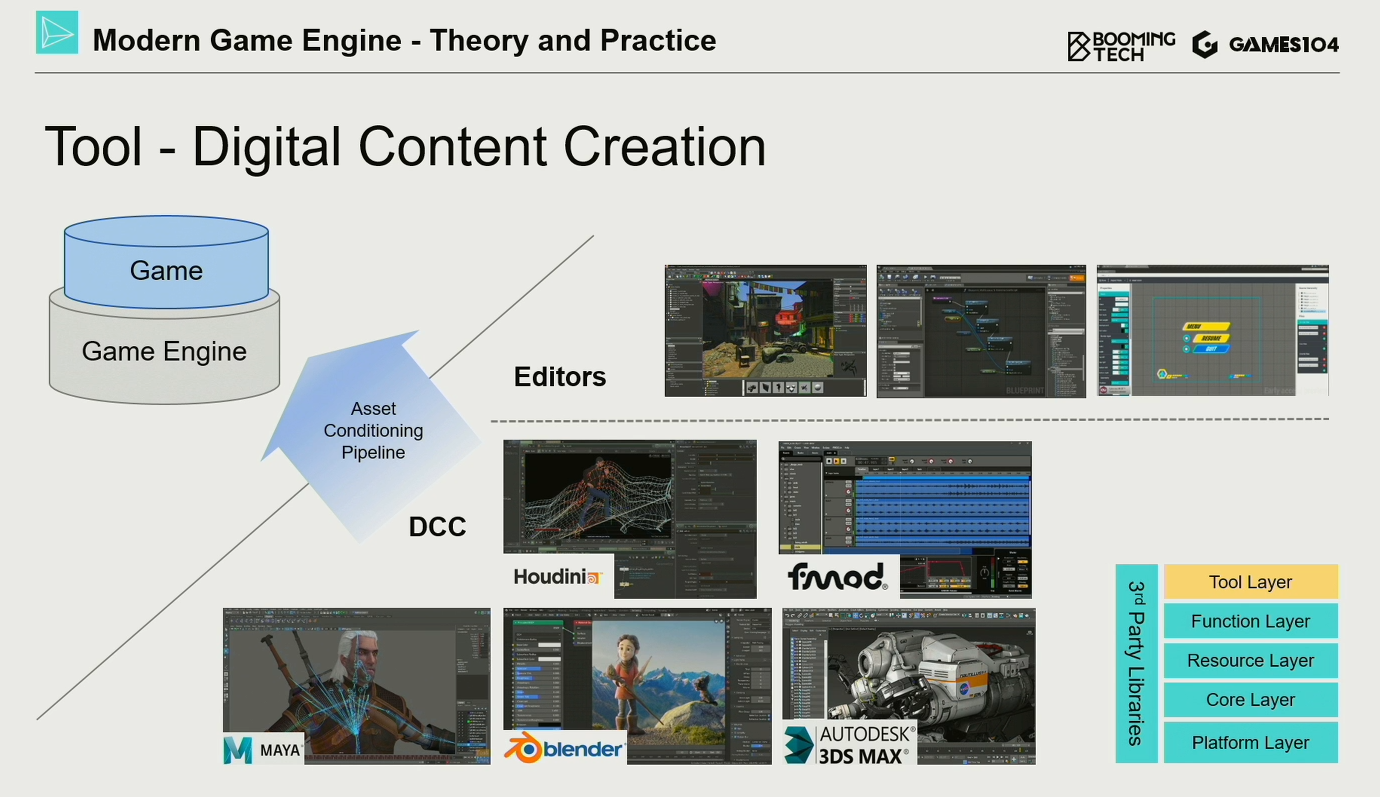 Modern Game Engine - Theory and Practice
BOOMING
TECH
GAMES104
Tool - Digital Content Creation
Game
Game Engine
Asset
Conditioning
Pipeline
Editors
MENU
RESUME
QUIT
BLUEPRINT
DCC
Houdini
fmod®
MAYA®
blender®
AUTODESK®
3DS MAX®
3rd Party Libraries
Tool Layer
Function Layer
Resource Layer
Core Layer
Platform Layer